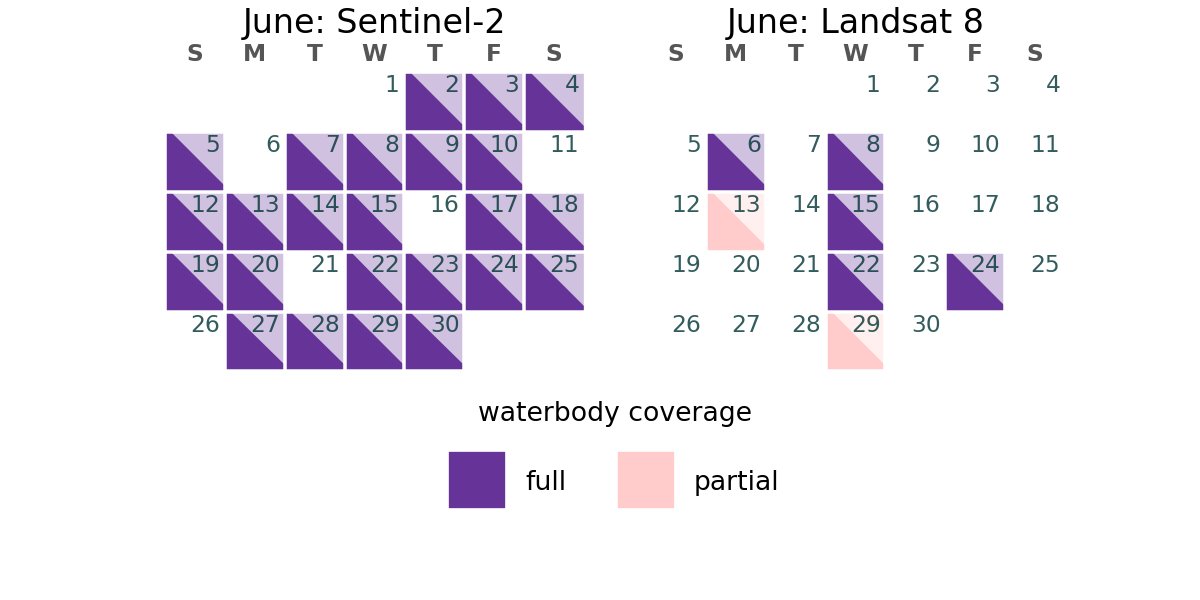 June: Sentinel-2
S M T W T F S
1 2 3 4
5 6 7 8 9 10 11
12 13 14 15 16 17 18
19 20 21 22 23 24 25
26 27 28 29 30
June: Landsat 8
S M T W T F S
1 2 3 4
5 6 7 8 9 10 11
12 13 14 15 16 17 18
19 20 21 22 23 24 25
26 27 28 29 30
waterbody coverage
full partial